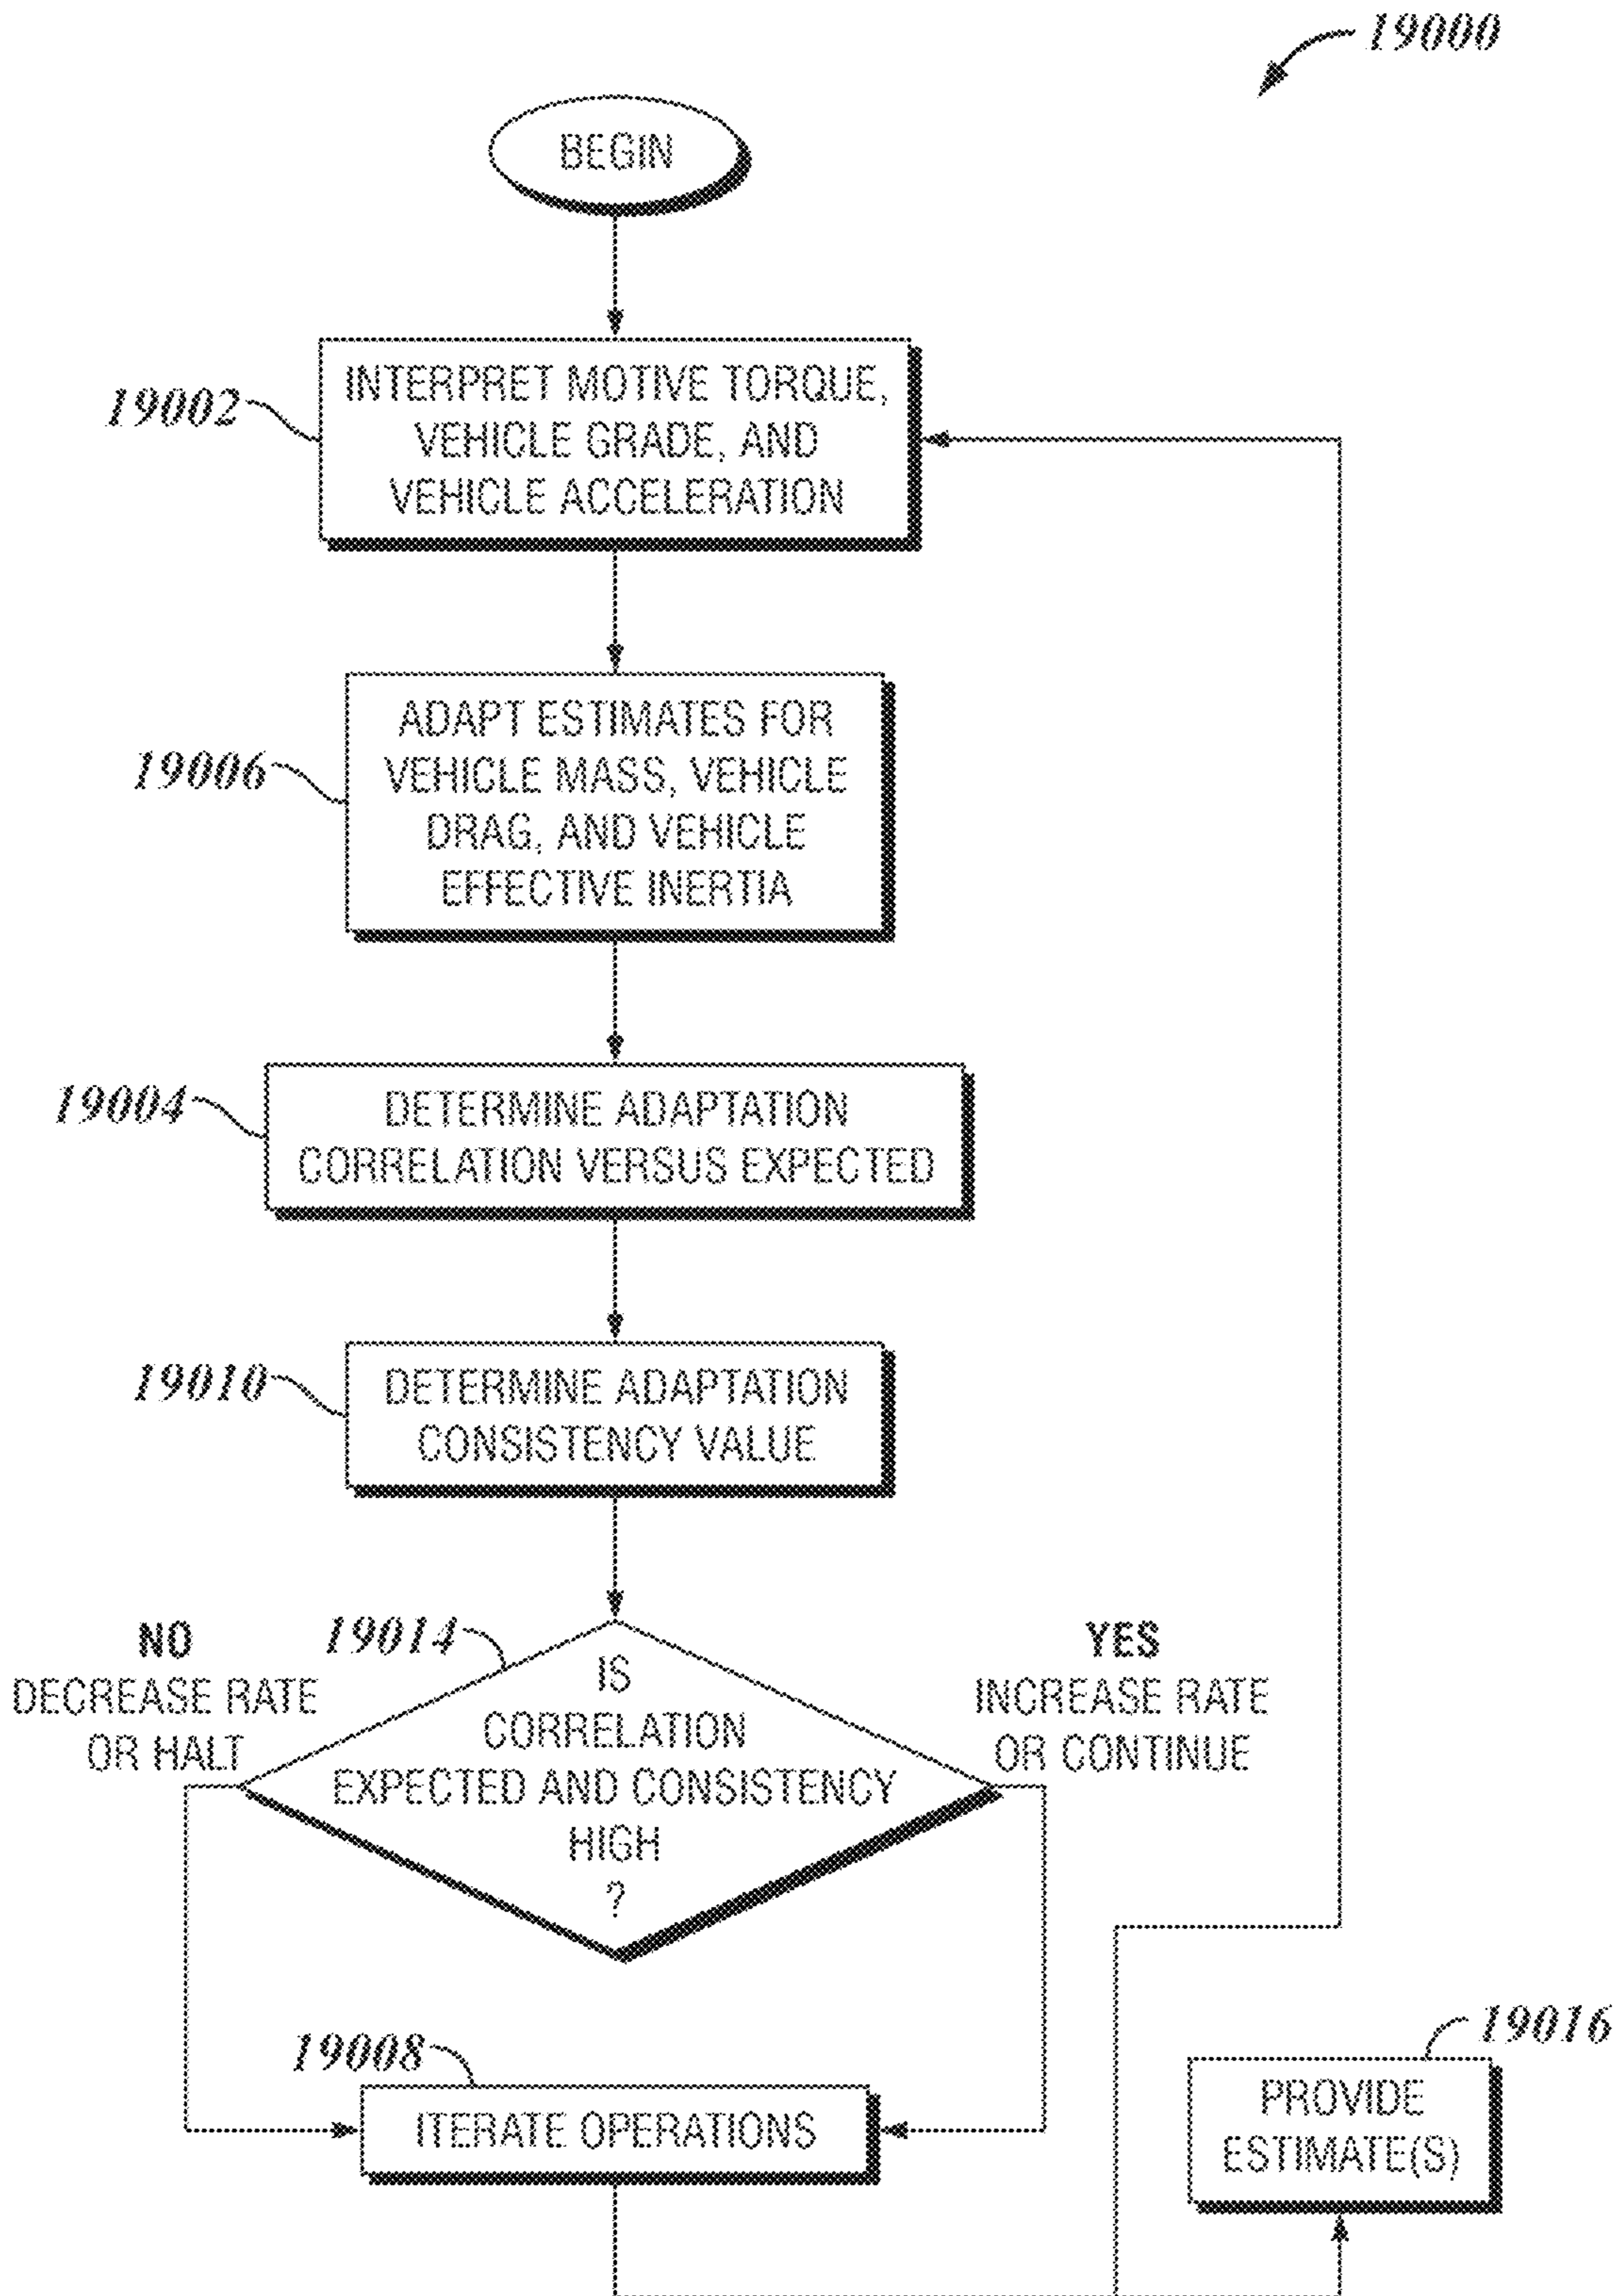 19000
BEGIN
19002
INTERPRET MOTIVE TORQUE,
VEHICLE GRADE, AND
VEHICLE ACCELERATION
19006
ADAPT ESTIMATES FOR
VEHICLE MASS, VEHICLE
DRAG, AND VEHICLE
EFFECTIVE INERTIA
19004
DETERMINE ADAPTATION
CORRELATION VERSUS EXPECTED
19010
DETERMINE ADAPTATION
CONSISTENCY VALUE
NO
DECREASE RATE
OR HALT
19014
IS
CORRELATION
EXPECTED AND CONSISTENCY
HIGH
?
YES
INCREASE RATE
OR CONTINUE
19008
ITERATE OPERATIONS
19016
PROVIDE
ESTIMATE(S)